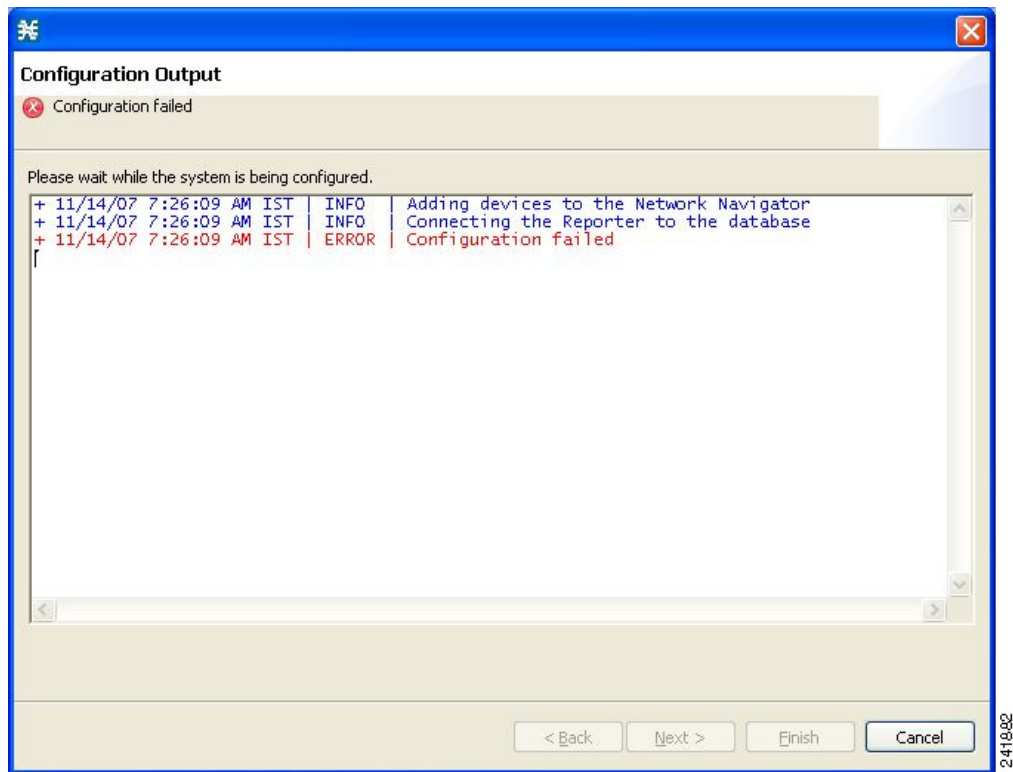 Configuration Output
Configuration failed
Please wait while the system is being configured.
+ 11/14/07 7:26:09 AM IST | INFO | Adding devices to the Network Navigator
+ 11/14/07 7:26:09 AM IST | INFO | Connecting the Reporter to the database
+ 11/14/07 7:26:09 AM IST | ERROR | Configuration failed
< Back
Next >
Finish
Cancel
241882